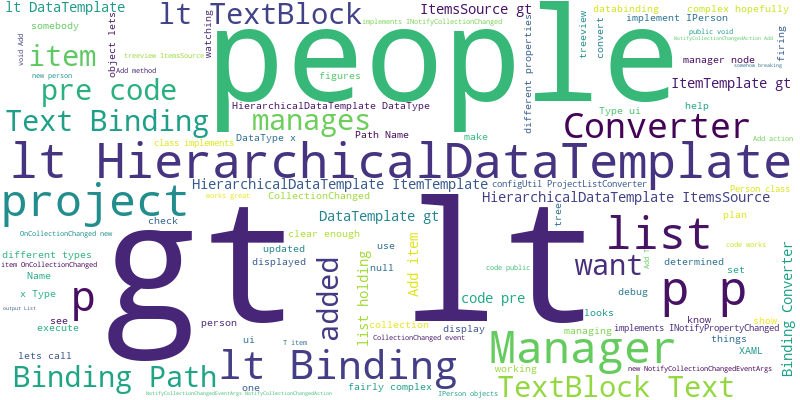 lt DataTemplate
somebody
item
void Add
treeview ItemsSource
new person
object lets
Add method
lt TextBlock
watching
implements INotifyCollectionChanged
ItemsSource gt
people
different properties
databinding
treeview
convert
implement IPerson
complex hopefully
public void
NotifyCollectionChangedAction Add
manager node
somehow breaking
firing
pre code
figures
ItemTemplate gt
HierarchicalDataTemplate DataType
Text Binding
manages
Path Name
Type ui
help
Converter
class implements
DataType x
make
Add action
lt HierarchicalDataTemplate
project
HierarchicalDataTemplate ItemTemplate
configUtil ProjectListConverter
Person class
works great
CollectionChanged
HierarchicalDataTemplate ItemsSource
tree
gt
lt
DataTemplate gt
plan
check
OnCollectionChanged new
clear enough
list
code works
different types
updated
use
item OnCollectionChanged
displayed
null
Add item
want
Add T
determined
Name
code public
set
Binding Converter
x Type
p
added
list holding
code pre
debug
p p
output List
see
person
collection
looks
know
show
execute
managing
implements INotifyPropertyChanged
things
ui
T item
CollectionChanged event
display
Manager
XAML
lets call
one
working
new NotifyCollectionChangedEventArgs
Binding Path
lt Binding
fairly complex
TextBlock Text
NotifyCollectionChangedEventArgs NotifyCollectionChangedAction
IPerson objects